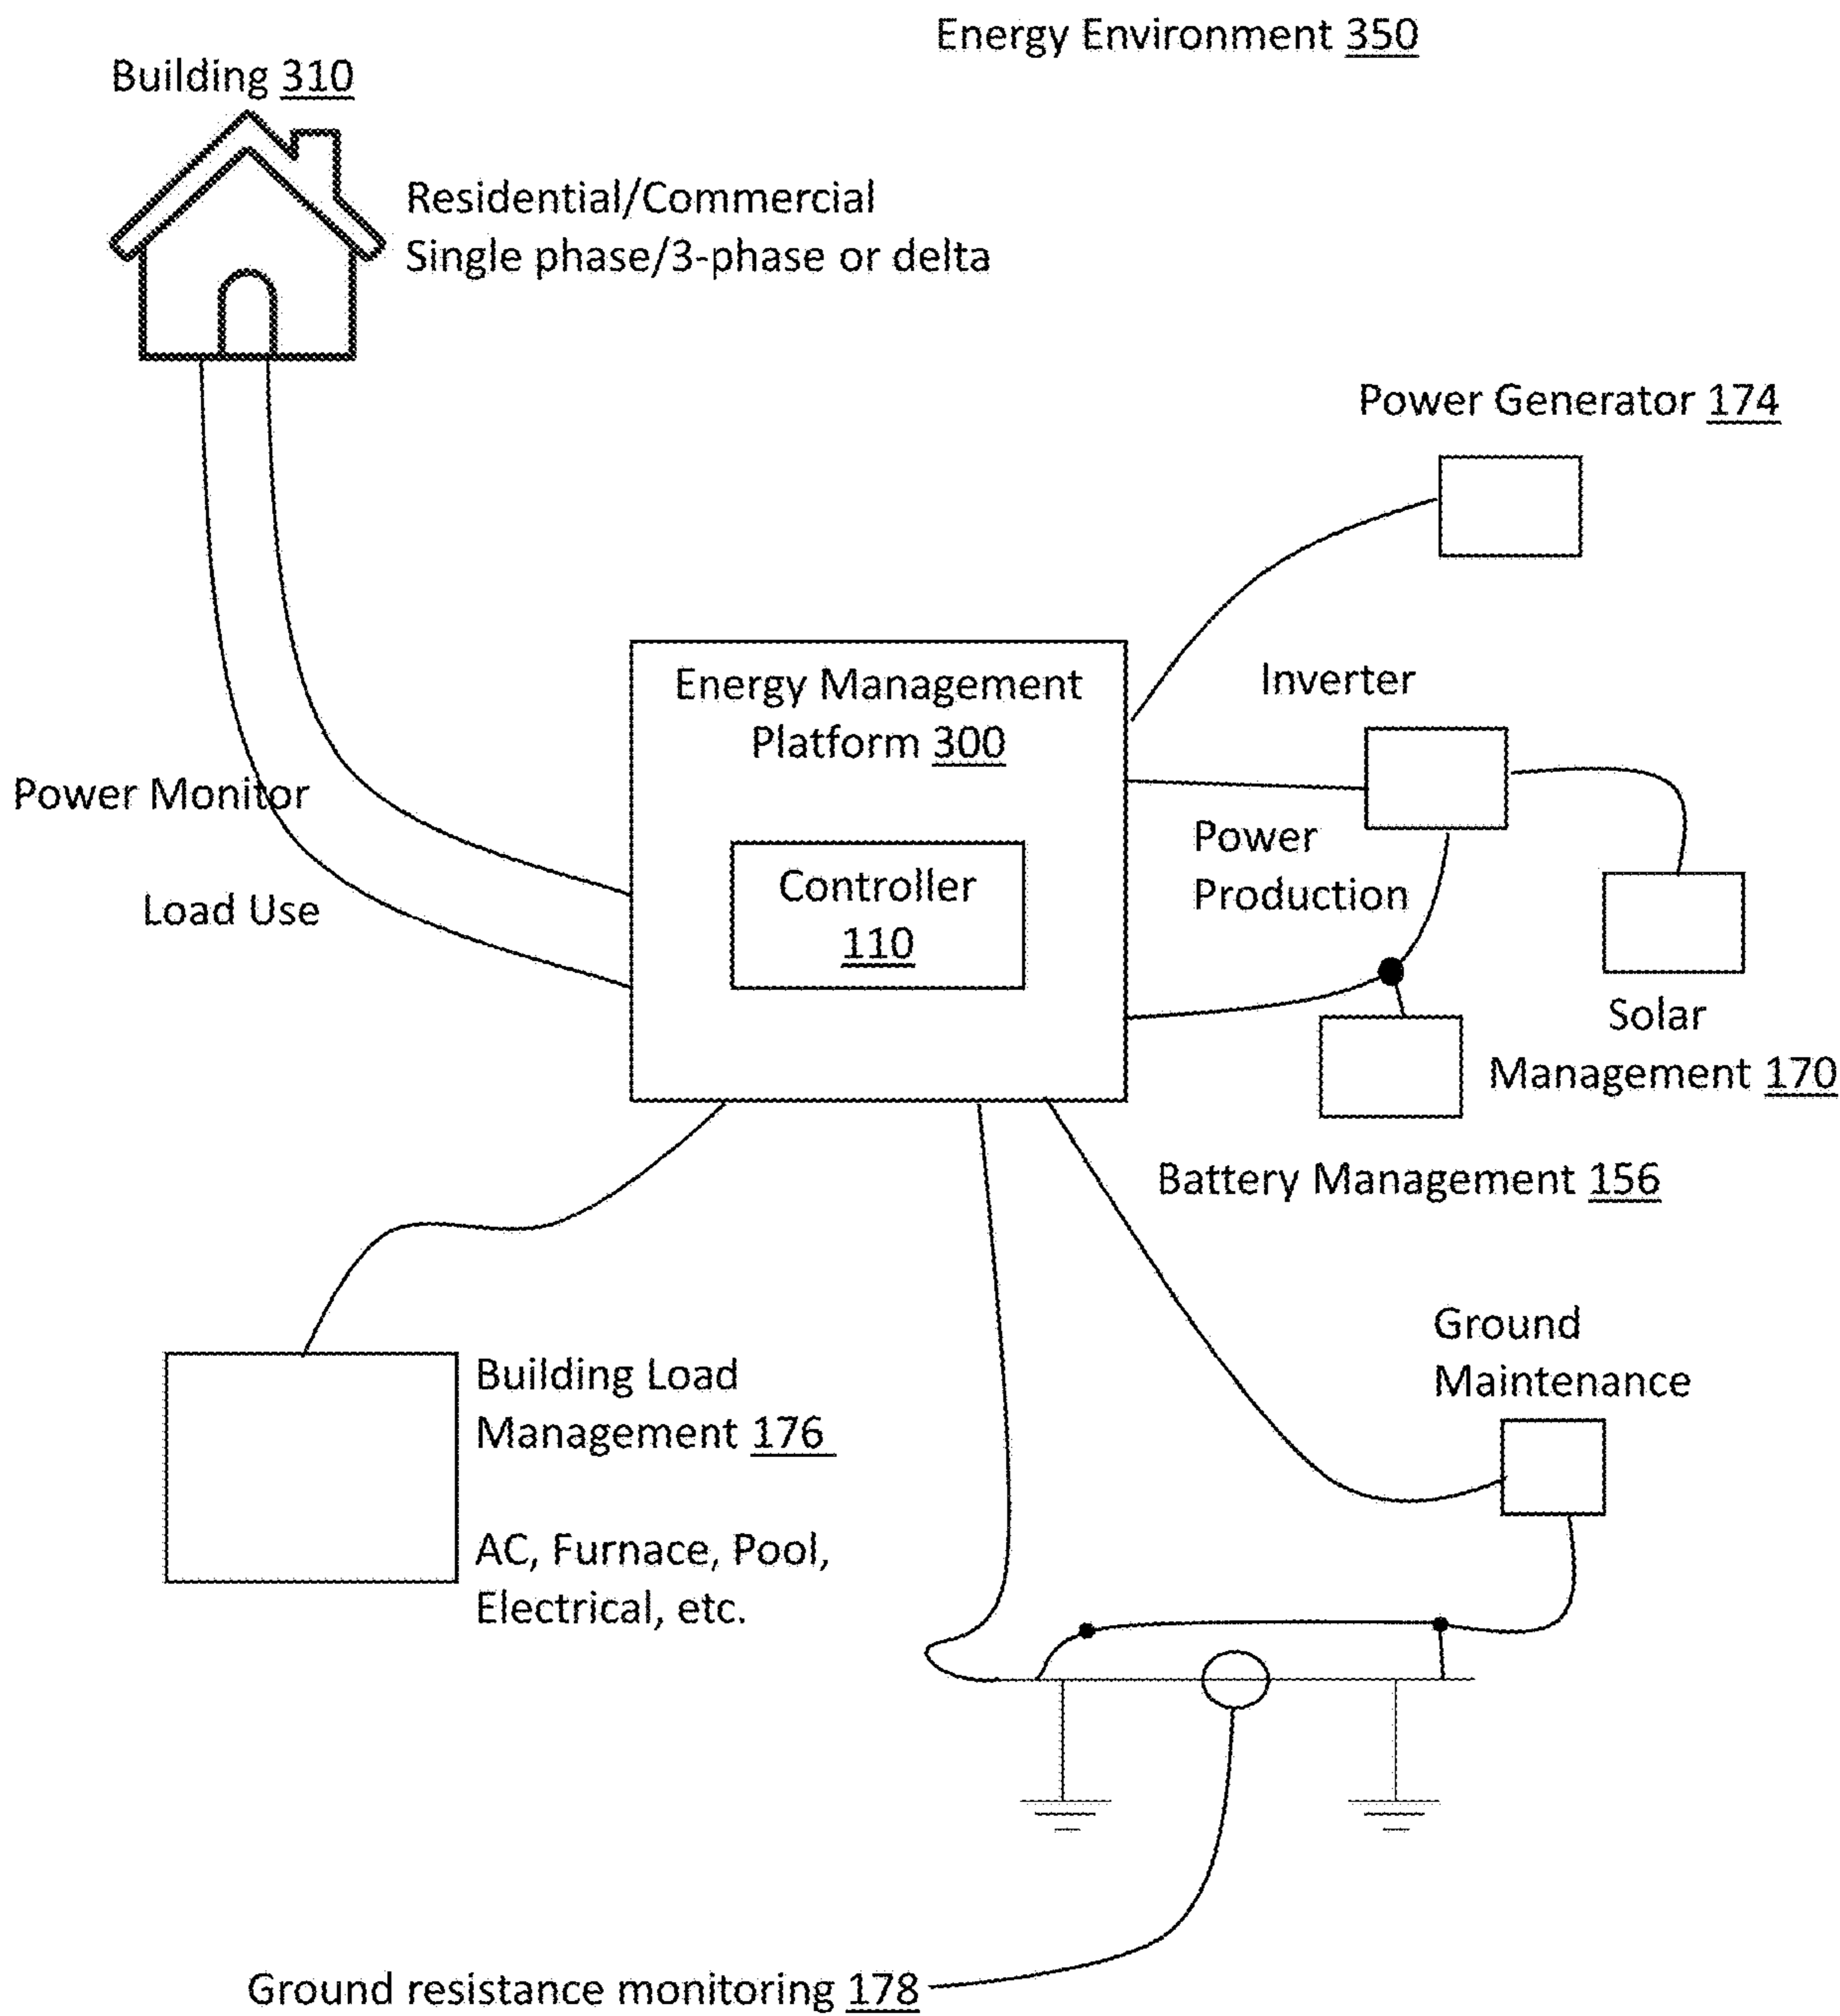 Energy Environment 350
Building 310
Residential/Commercial
Single phase/3-phase or delta
Power Generator 174
Energy Management
Platform 300
Inverter
Power Monitor
Power
Production
Controller
110
Load Use
Solar
Management 170
Battery Management 156
Ground
Maintenance
Building Load
Management 176
AC, Furnace, Pool,
Electrical, etc.
Ground resistance monitoring 178